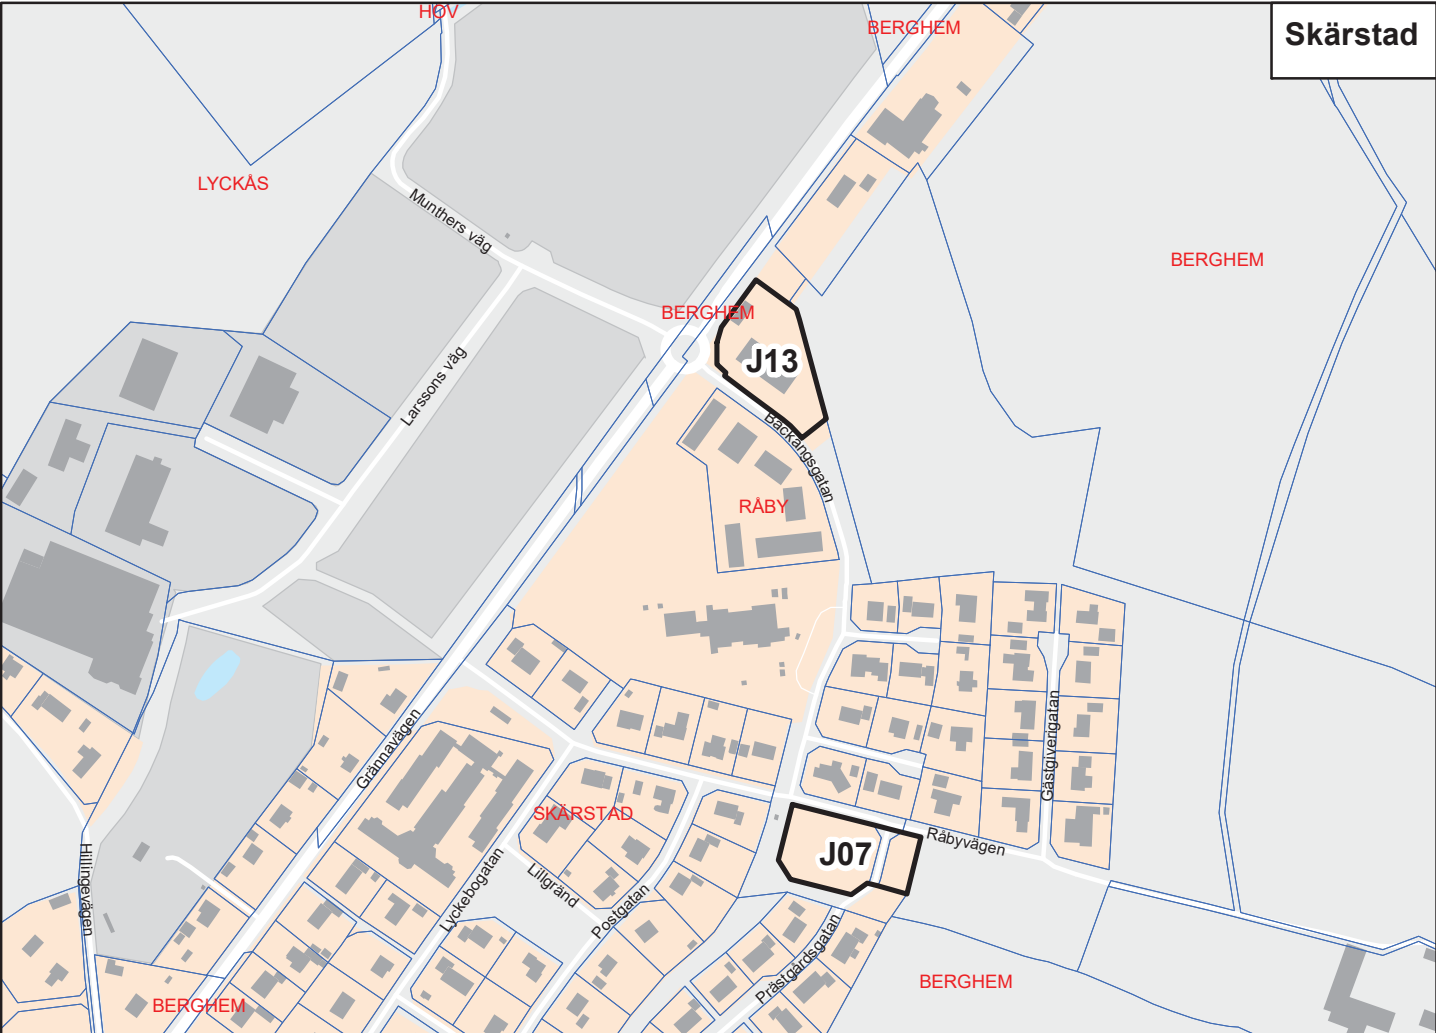 HOV
BERGHEM
Skärstad
LYCKÅS
Munthers väg
BERGHEM
BERGHEM
J13
Larssons väg
Backängsgatan
RÅBY
Grännavägen
Gästgiverigatan
SKÄRSTAD
Råbyvägen
J07
Hillingevägen
Lyckebogatan
Lillgränd
Postgatan
Prästgårdsgatan
BERGHEM
BERGHEM